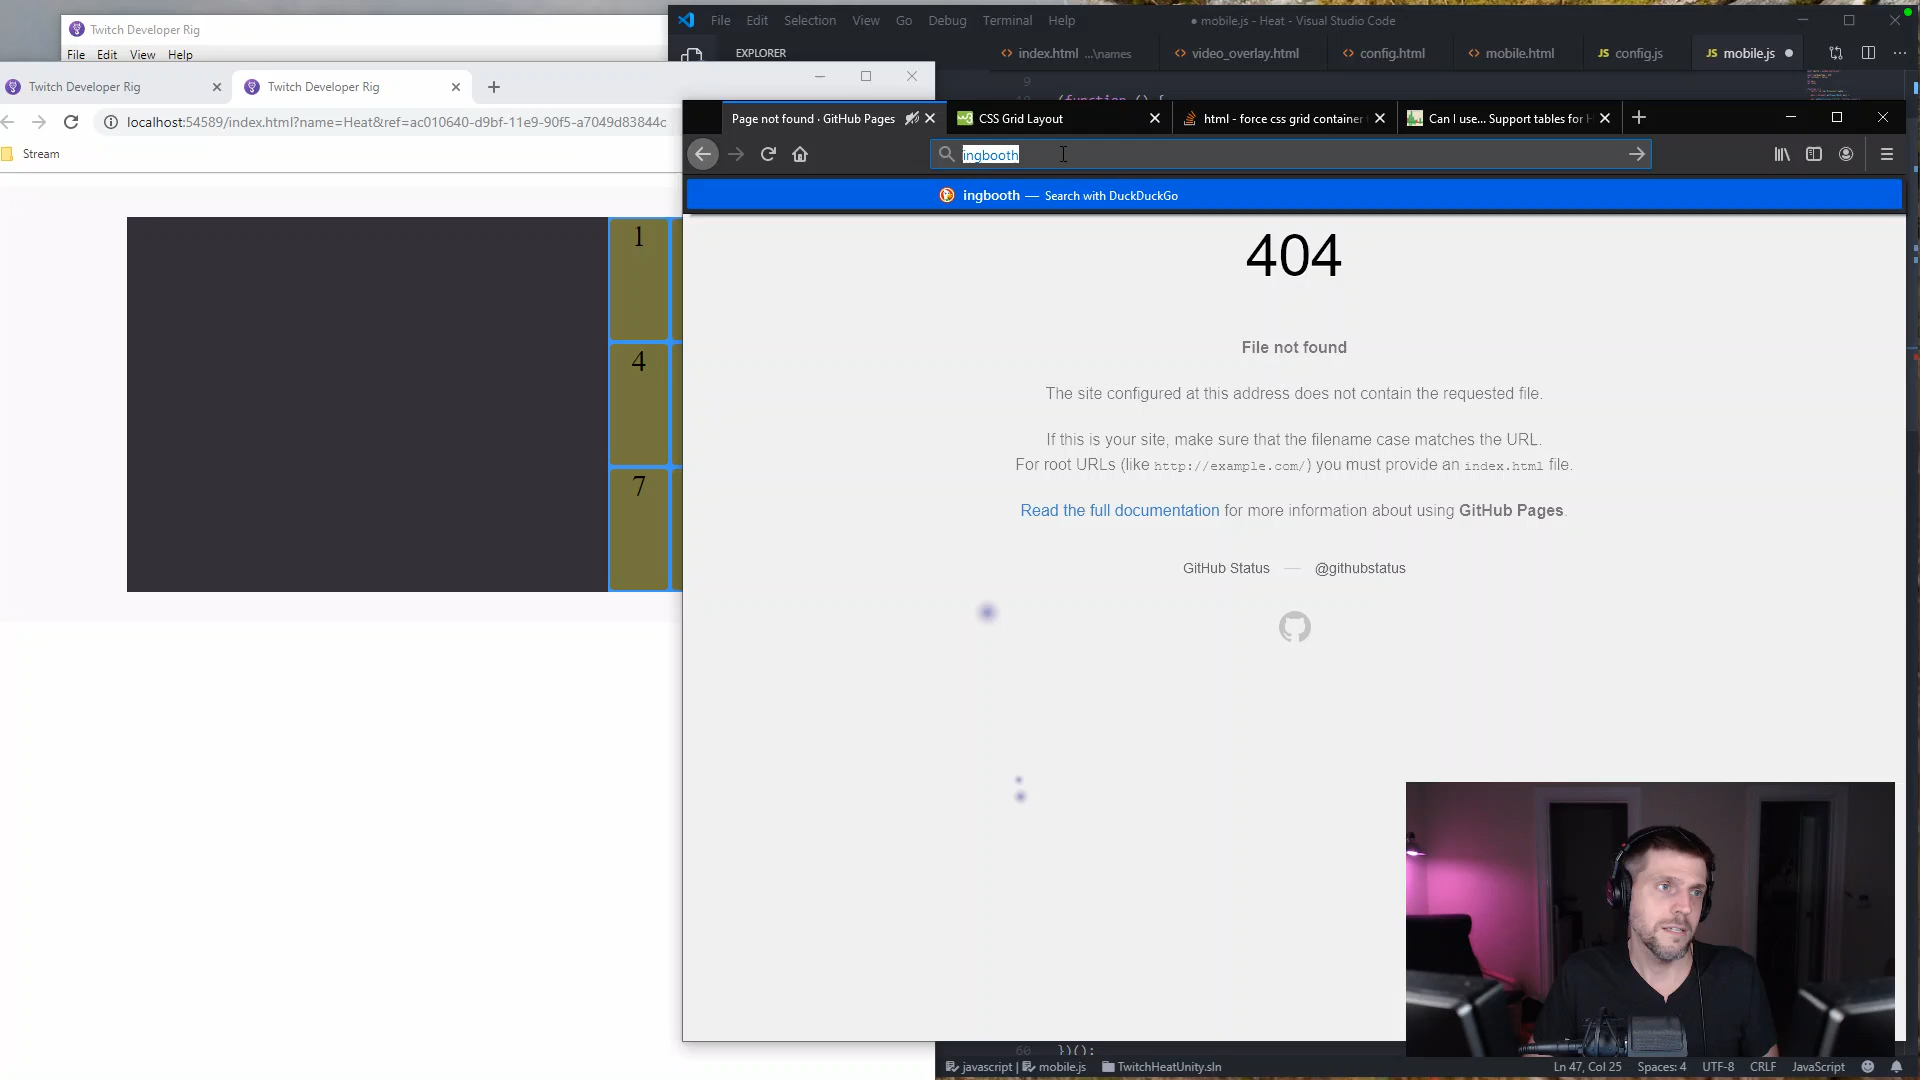 Twitch Developer Rig
File Edit View Help
Twitch Developer Rig
Twitch Developer Rig
localhost:54589/index.html?name=Heat&ref=ac010640-d9bf-11e9-90f5-a7049d83844c
Stream
1
4
7
File Edit Selection View Go Debug Terminal Help
● mobile.js - Heat - Visual Studio Code
EXPLORER
index.html ...\names
video_overlay.html
config.html
mobile.html
JS config.js
JS mobile.js
9
10 (function () {
Page not found · GitHub Pages
CSS Grid Layout
html - force css grid container
Can I use... Support tables for H
ingbooth
ingbooth — Search with DuckDuckGo
404
File not found
The site configured at this address does not contain the requested file.
If this is your site, make sure that the filename case matches the URL.
For root URLs (like http://example.com/) you must provide an index.html file.
Read the full documentation for more information about using GitHub Pages.
GitHub Status — @githubstatus
60 })();
javascript | mobile.js TwitchHeatUnity.sln
Ln 47, Col 25 Spaces: 4 UTF-8 CRLF JavaScript